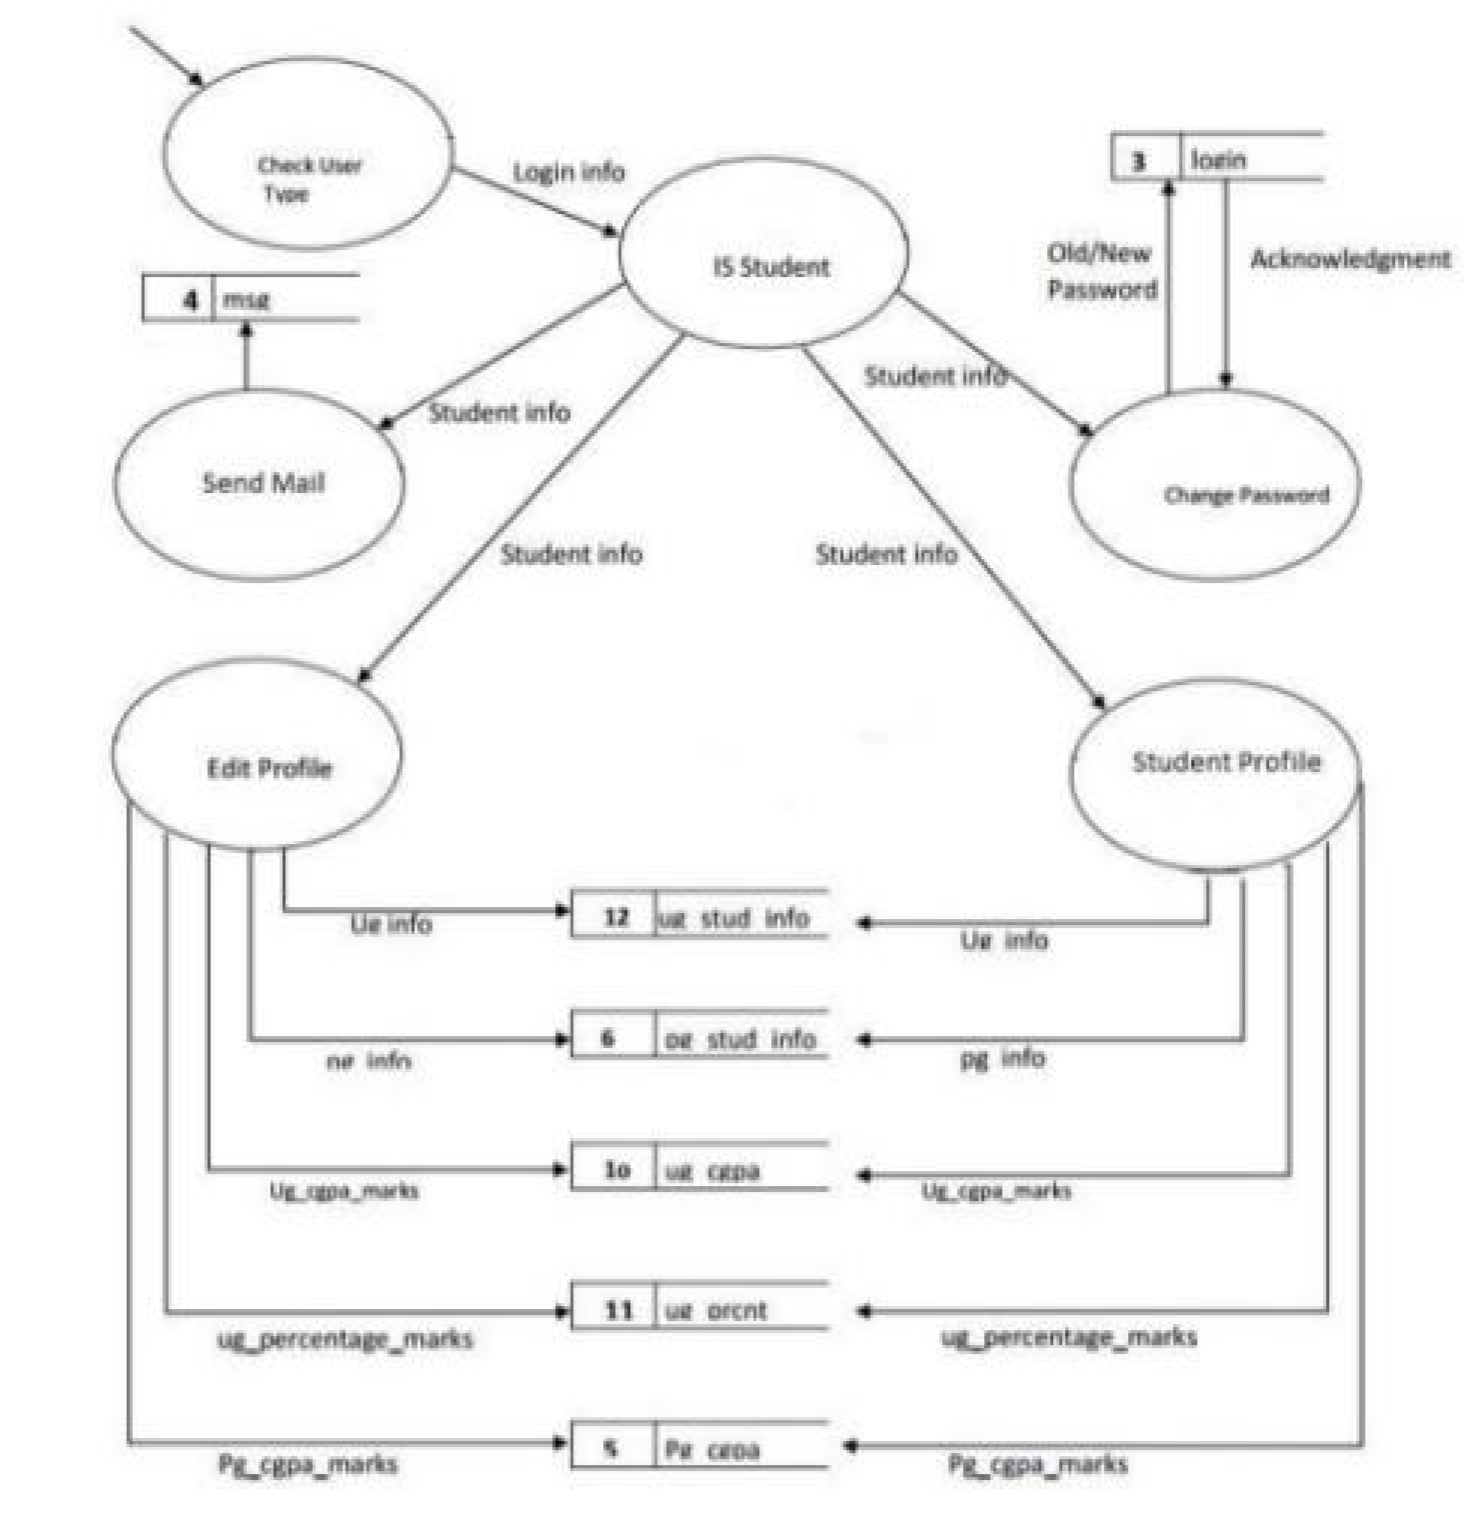 Check User
Type
Login info
IS Student
3 login
Old/New
Password
Acknowledgment
4 msg
Student info
Student info
Send Mail
Change Password
Student info
Student info
Edit Profile
Student Profile
12 ug stud info
Ug info
Ug info
6 pg stud info
pg info
pg info
1o ug cgpa
Ug_cgpa_marks
Ug_cgpa_marks
11 ug prcnt
ug_percentage_marks
ug_percentage_marks
5 Pg cgpa
Pg_cgpa_marks
Pg_cgpa_marks